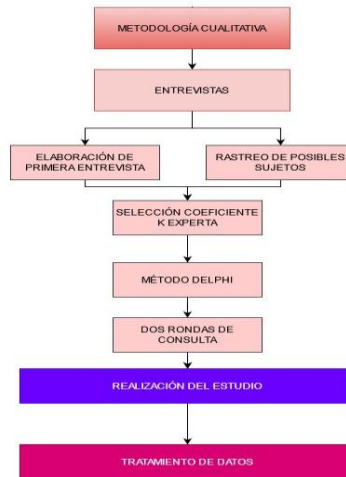 METODOLOGÍA CUALITATIVA
ENTREVISTAS
ELABORACIÓN DE
PRIMERA ENTREVISTA
RASTREO DE POSIBLES
SUJETOS
SELECCIÓN COEFICIENTE
K EXPERTA
MÉTODO DELPHI
DOS RONDAS DE
CONSULTA
REALIZACIÓN DEL ESTUDIO
TRATAMIENTO DE DATOS